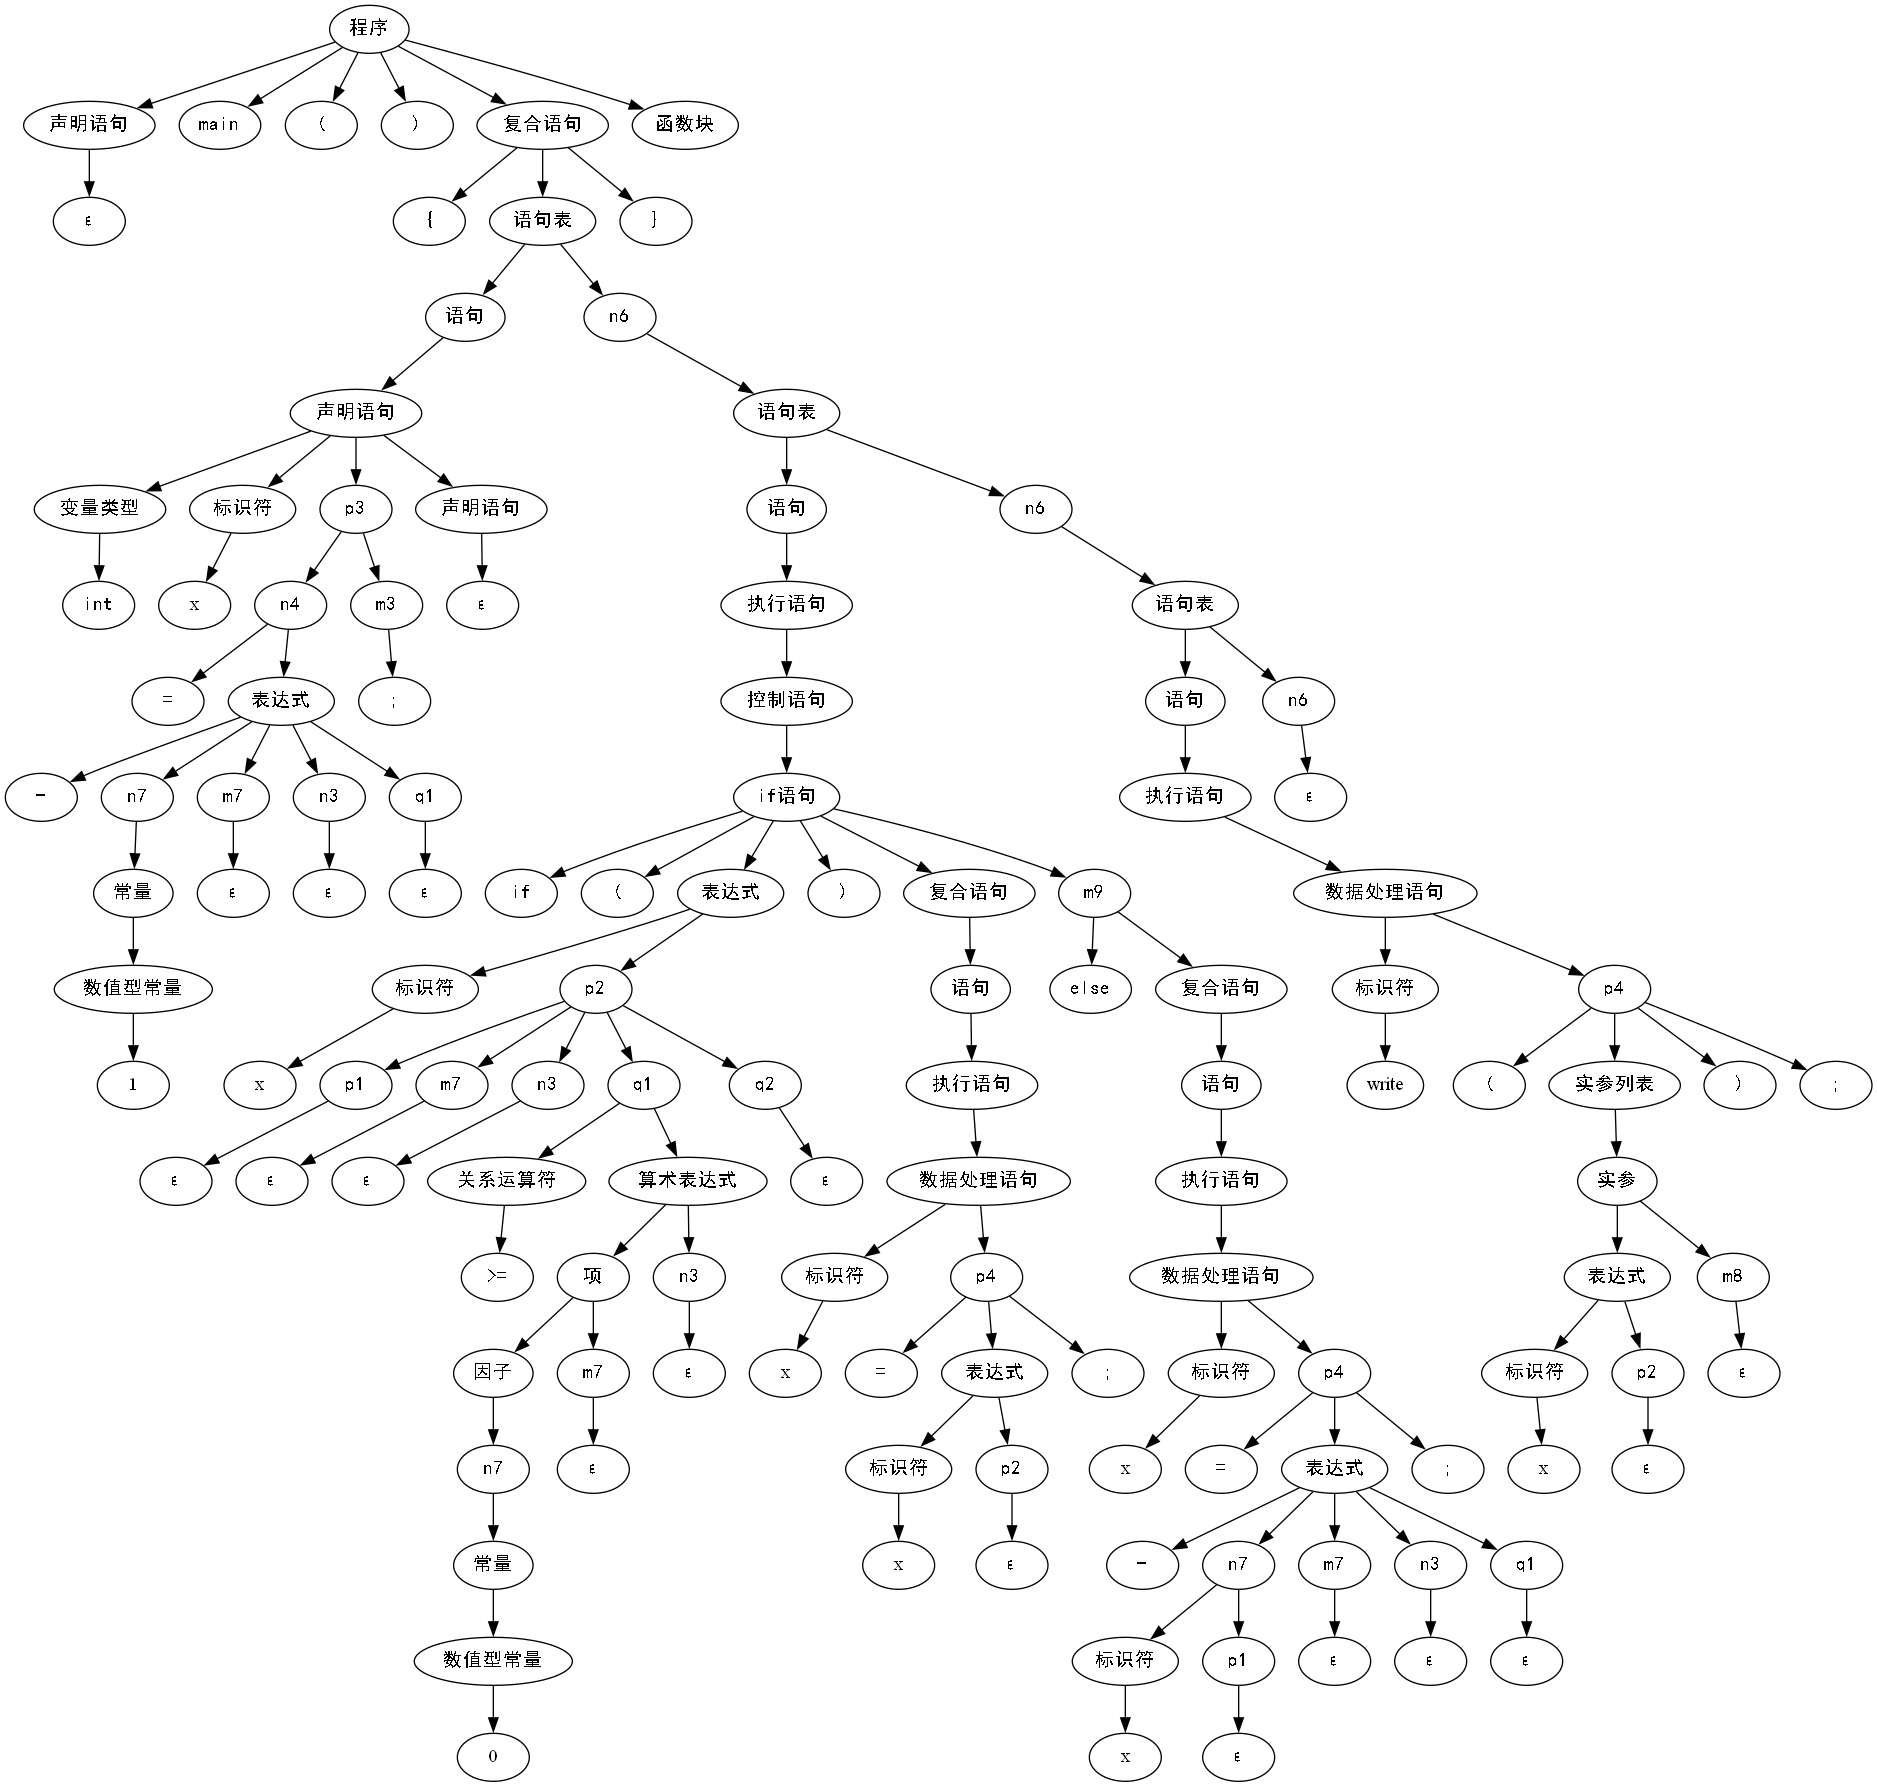 程序
声明语句 main ( ) 复合语句 函数块
ε { 语句表 }
语句 n6
声明语句 语句表
变量类型 标识符 p3 声明语句 语句 n6
int x n4 m3 ε 执行语句 语句表
= 表达式 ; 控制语句 语句 n6
- n7 m7 n3 q1 if语句 执行语句 ε
常量 ε ε ε if ( 表达式 ) 复合语句 m9 数据处理语句
数值型常量 标识符 p2 语句 else 复合语句 标识符 p4
1 x p1 m7 n3 q1 q2 执行语句 语句 write ( 实参列表 ) ;
ε ε ε 关系运算符 算术表达式 ε 数据处理语句 执行语句 实参
>= 项 n3 标识符 p4 数据处理语句 表达式 m8
因子 m7 ε x = 表达式 ; 标识符 p4 标识符 p2 ε
n7 ε 标识符 p2 x = 表达式 ; x ε
常量 x ε - n7 m7 n3 q1
数值型常量 标识符 p1 ε ε ε
0 x ε